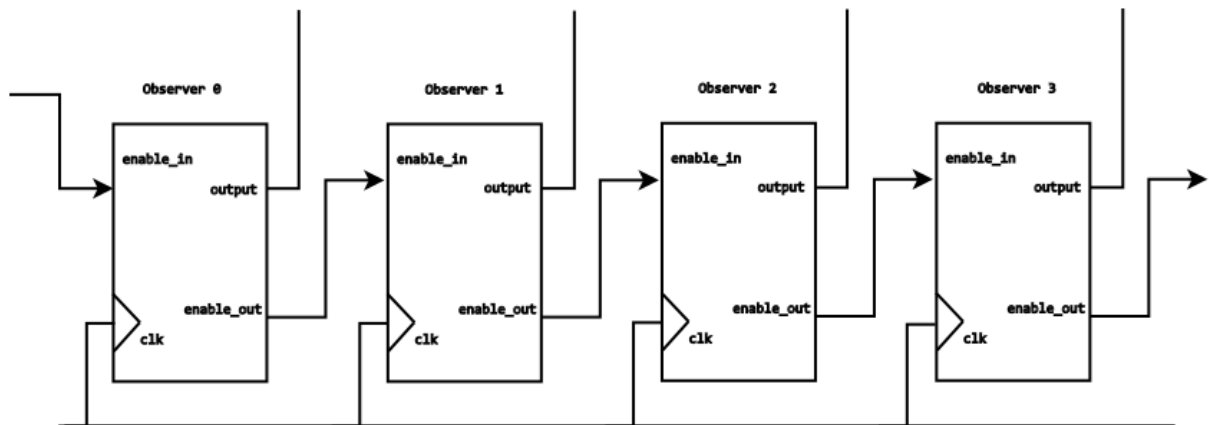 Observer 0
Observer 1
Observer 2
Observer 3
enable_in
output
enable_out
clk
enable_in
output
enable_out
clk
enable_in
output
enable_out
clk
enable_in
output
enable_out
clk